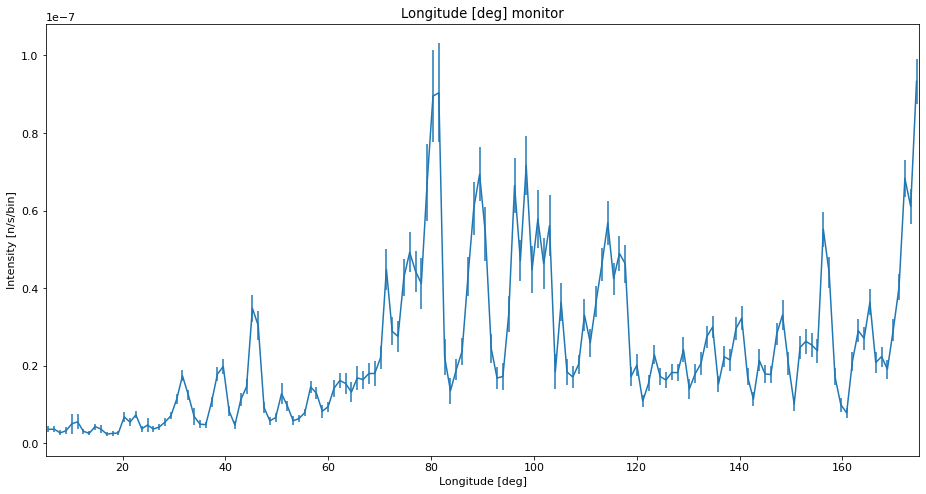 Longitude [deg] monitor
1e−7
1.0
0.8
0.6
0.4
0.2
0.0
Intensity [n/s/bin]
20 40 60 80 100 120 140 160
Longitude [deg]